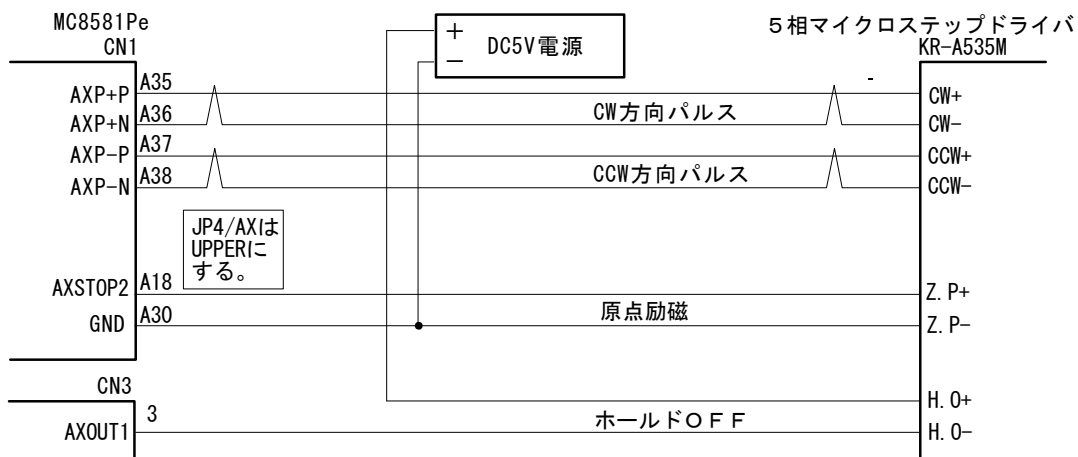 MC8581Pe
CN1
+
−
DC5V電源
５相マイクロステップドライバ
KR-A535M
AXP+P
A35
CW+
AXP+N
A36
CW方向パルス
CW-
AXP-P
A37
CCW+
AXP-N
A38
CCW方向パルス
CCW-
JP4/AXは
UPPERに
する。
AXSTOP2
A18
Z.P+
GND
A30
原点励磁
Z.P-
CN3
H.O+
AXOUT1
3
ホールドＯＦＦ
H.O-